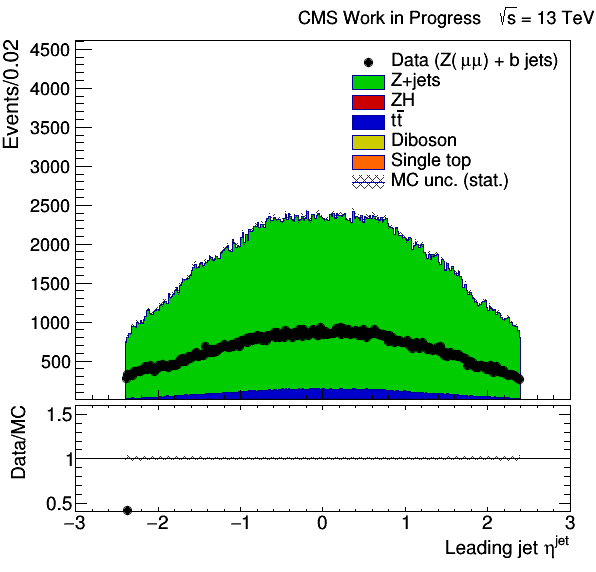 CMS Work in Progress √s = 13 TeV
Events/0.02
4500
4000
3500
3000
2500
2000
1500
1000
500
Data (Z(μμ) + b jets)
Z+jets
ZH
tt̄
Diboson
Single top
MC unc. (stat.)
Data/MC
1.5
1
0.5
−3 −2 −1 0 1 2 3
Leading jet η^jet